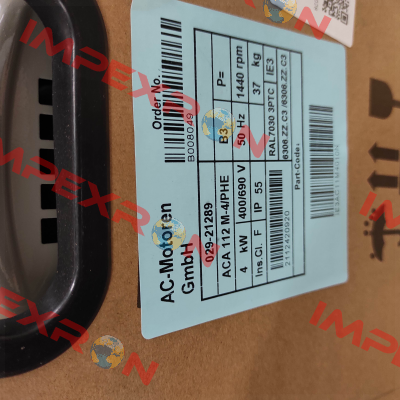 AC-Motoren
GmbH
Order No.
B008049
029-21289
P=
ACA 112 M-4/PHE
B3
4 kW 400/690 V 50 Hz 1440 rpm
Ins.Cl. F IP 55 37 kg
RAL7030 3PTC IE3
2112420920
6306.ZZ.C3 /6306.ZZ.C3
Part-Code:
IMPEXRON
IMPEXRON
IMPEXRON
IMPEXRON